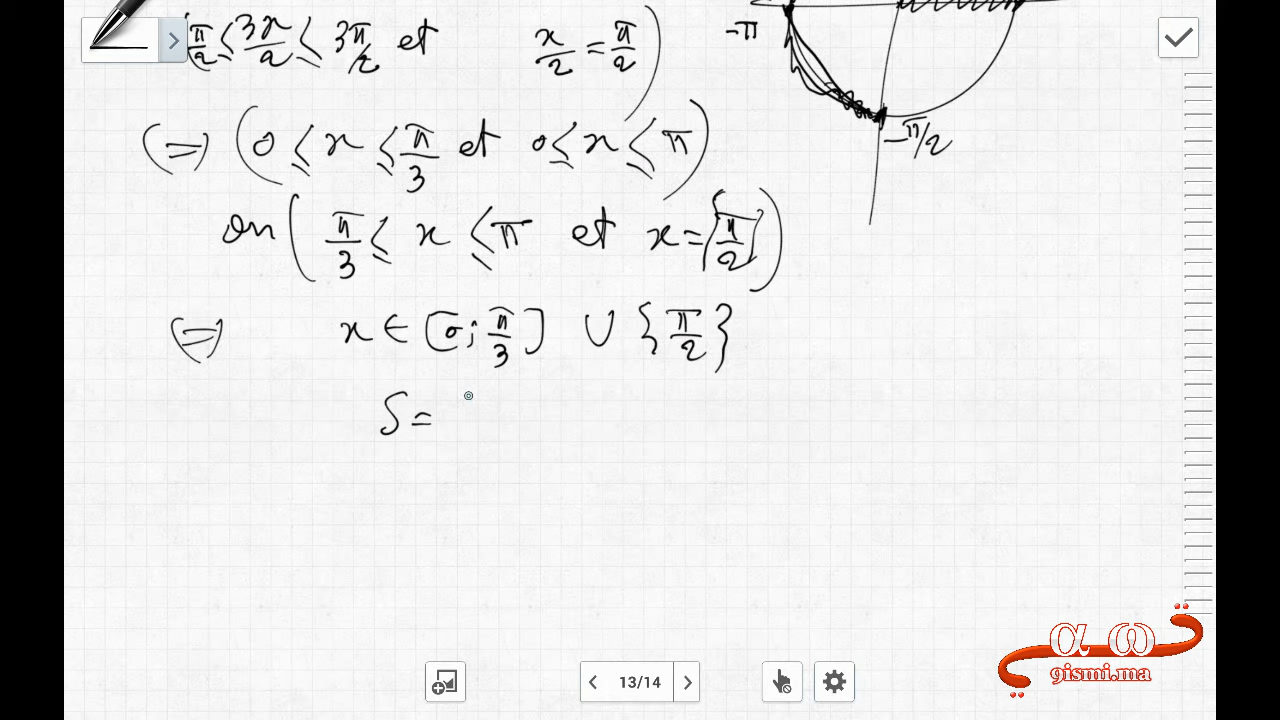 π/2 ≤ 3x/2 ≤ 3π/2 et x/2 = π/2 )
-π
-π/2
(=) (0 ≤ x ≤ π/3 et 0 ≤ x ≤ π)
ou ( π/3 ≤ x ≤ π et x = {π/2} )
(=) x ∈ [0; π/3] ∪ {π/2}
S =
13/14
α ω ق
gismi.ma